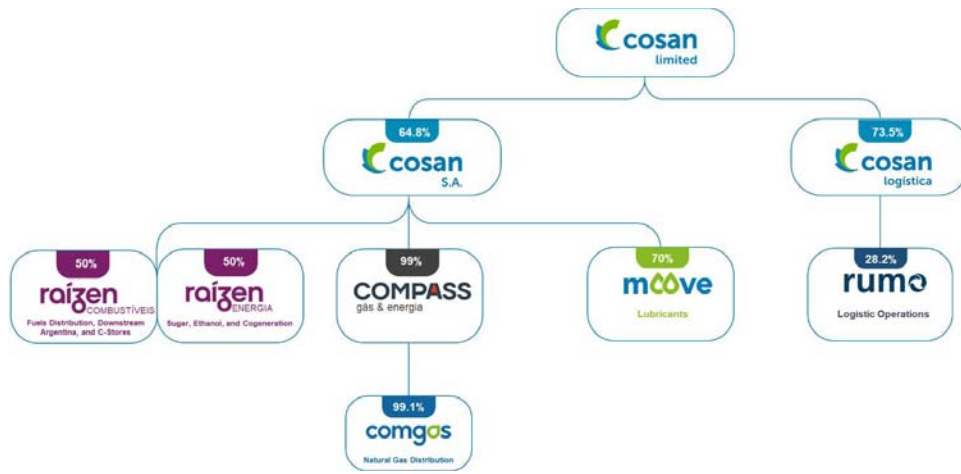 cosan
limited
64.8%
cosan
S.A.
73.5%
cosan
logística
50%
raízen
COMBUSTÍVEIS
Fuels Distribution, Downstream
Argentina, and C-Stores
50%
raízen
ENERGIA
Sugar, Ethanol, and Cogeneration
99%
COMPASS
gás & energia
70%
moove
Lubricants
28.2%
rumo
Logistic Operations
99.1%
comgas
Natural Gas Distribution